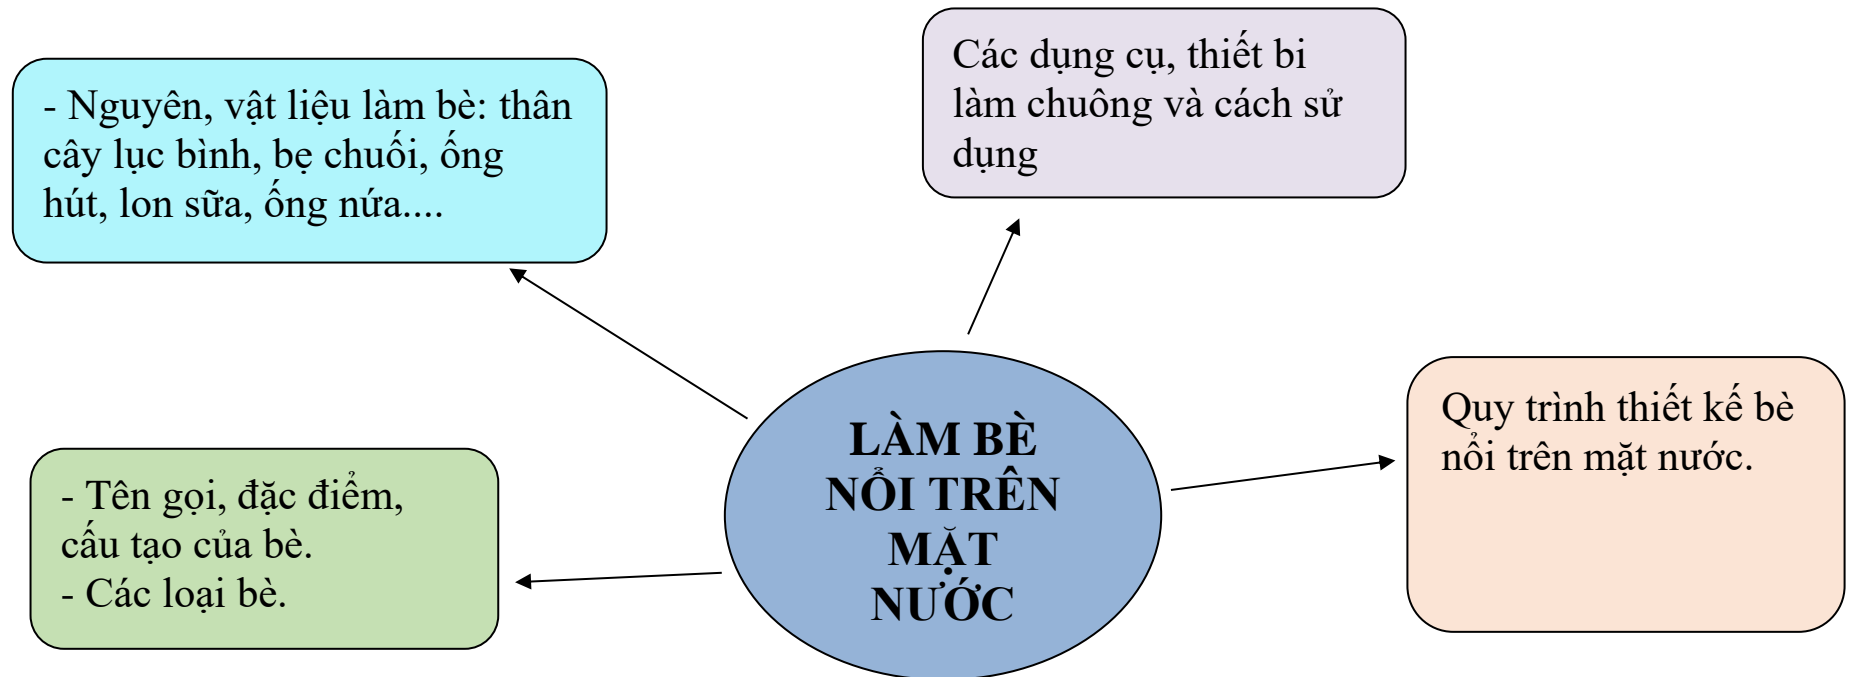 - Nguyên, vật liệu làm bè: thân
cây lục bình, bẹ chuối, ống
hút, lon sữa, ống nứa....
Các dụng cụ, thiết bi
làm chuông và cách sử
dụng
- Tên gọi, đặc điểm,
cấu tạo của bè.
- Các loại bè.
LÀM BÈ
NỔI TRÊN
MẶT
NƯỚC
Quy trình thiết kế bè
nổi trên mặt nước.